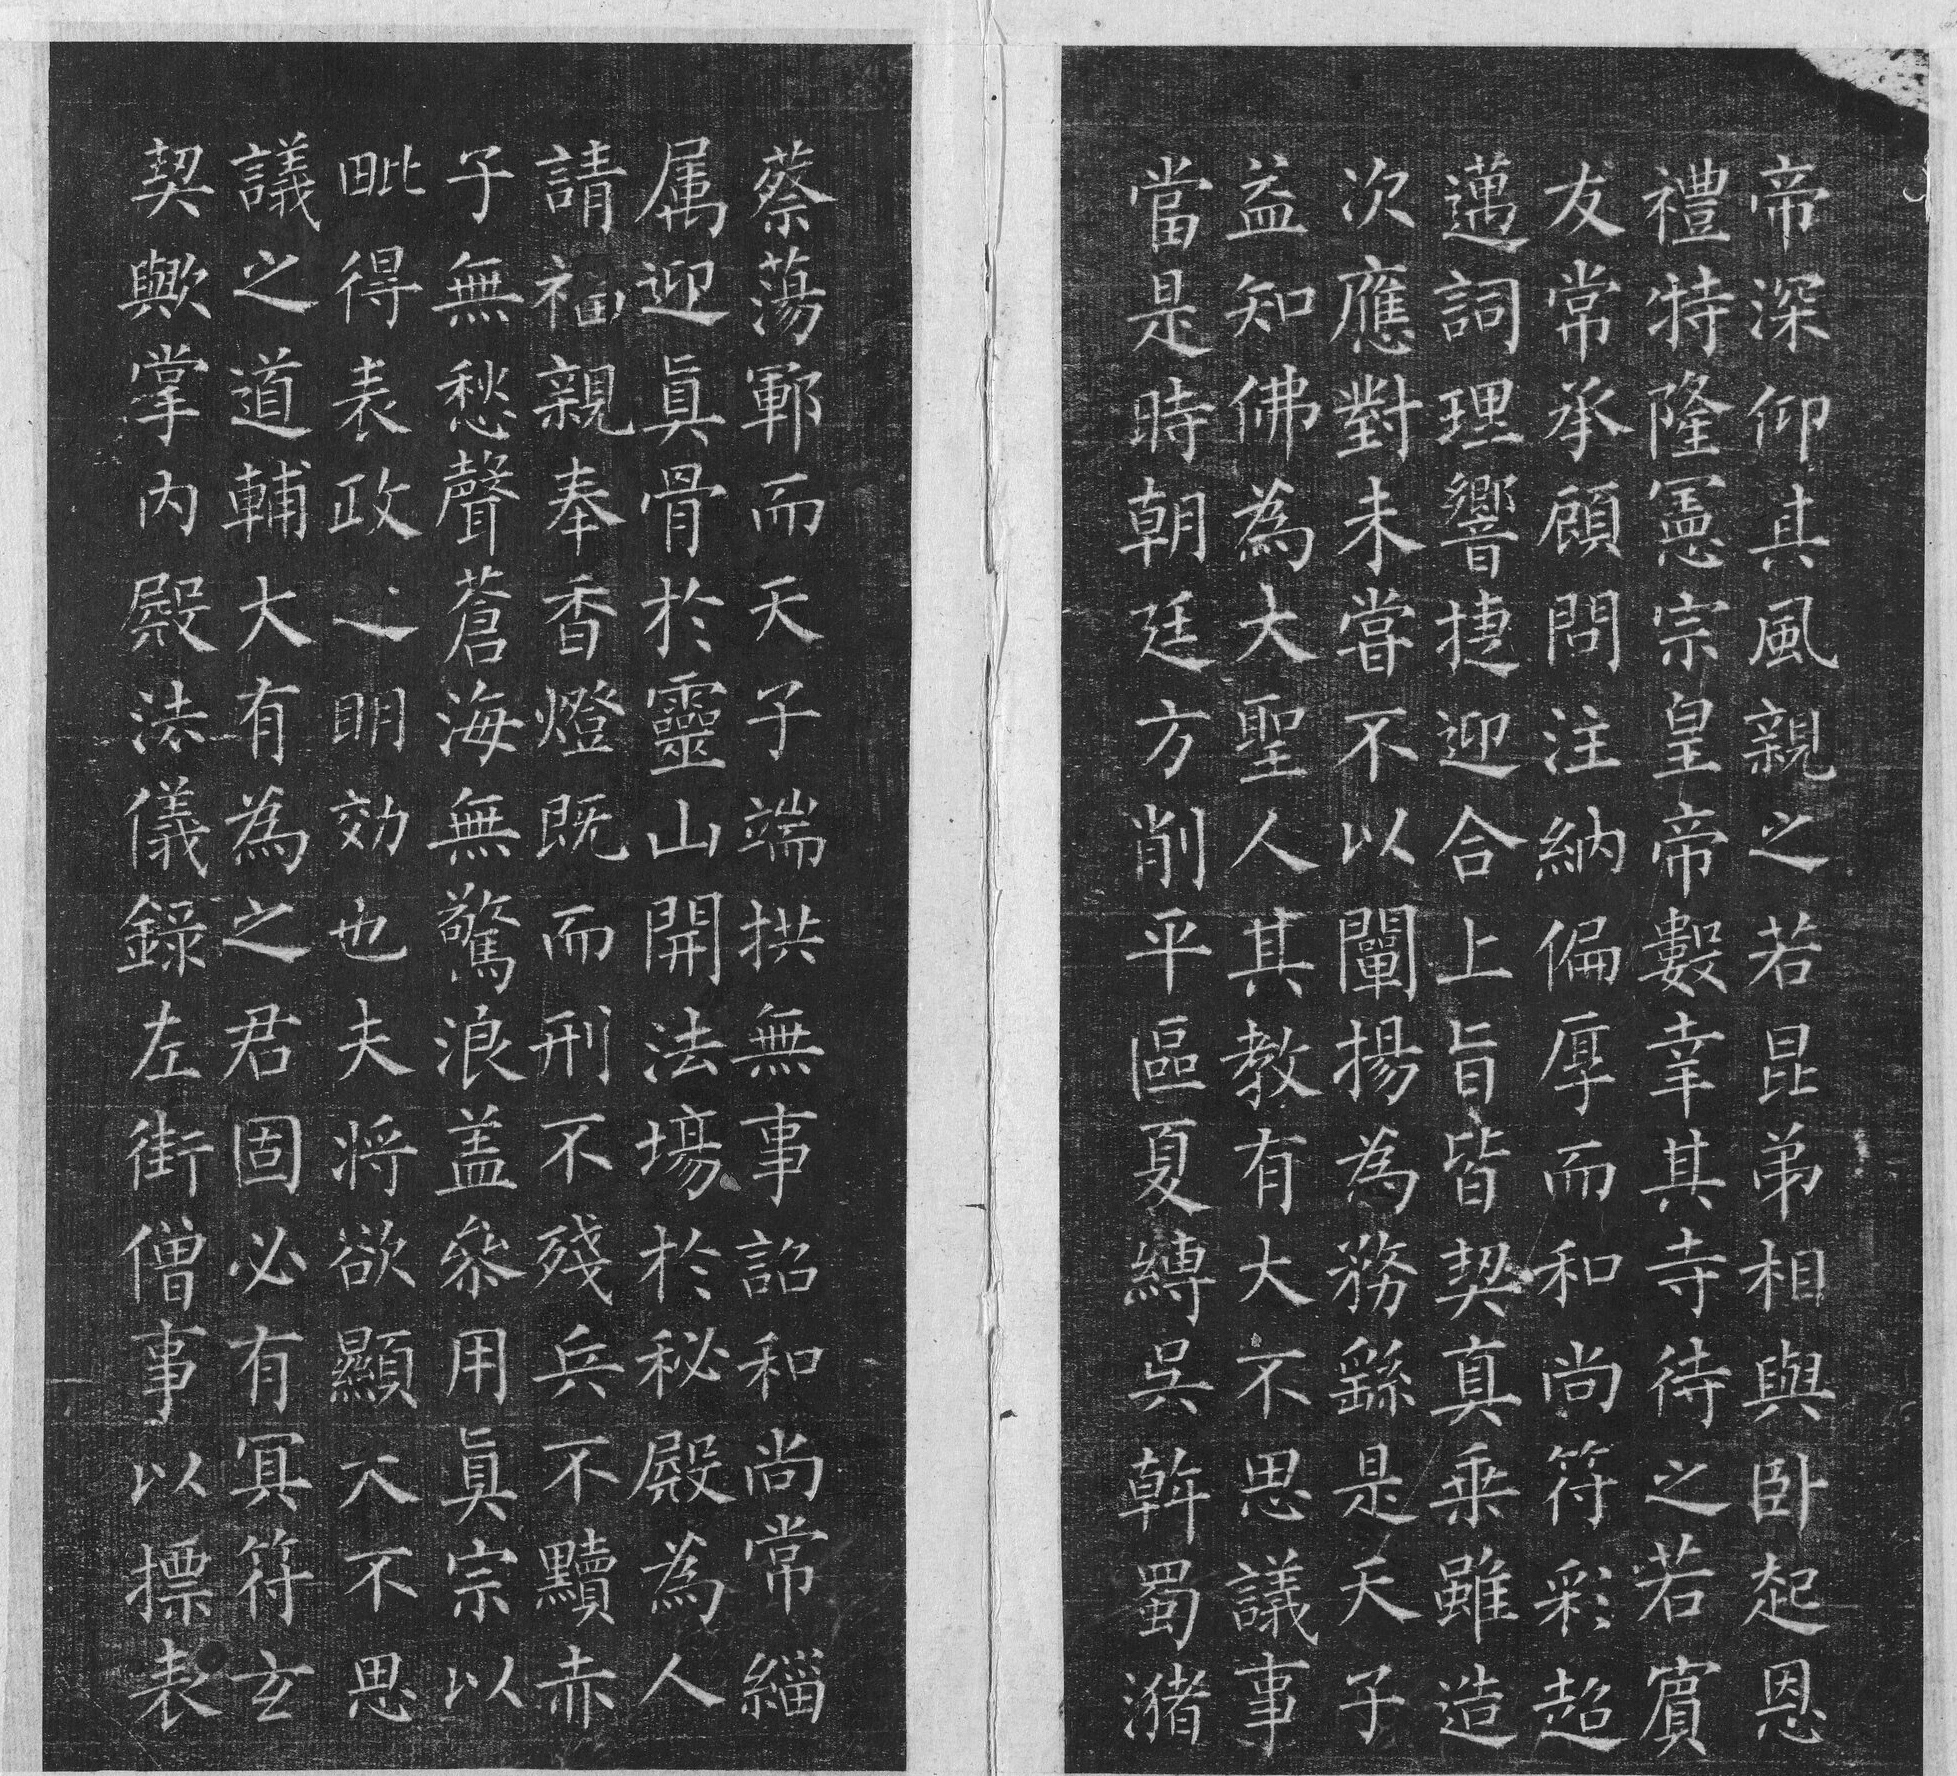 帝深仰其風親之若昆弟相與卧起恩
禮特隆憲宗皇帝數幸其寺待之若賓
友常承顧問注納偏厚而和尚符彩超
邁詞理響捷迎合上旨皆契真乘雖造
次應對未嘗不以闡揚為務繇是天子
益知佛為大聖人其教有大不思議事
當是時朝廷方削平區夏縛吳斡蜀瀦
蔡蕩鄆而天子端拱無事詔和尚常緇
属迎眞骨於靈山開法場於秘殿為人
請福親奉香燈既而刑不殘兵不黷赤
子無愁聲蒼海無驚浪盖叅用眞宗以
毗得表政之明効也夫将欲顯大不思
議之道輔大有為之君固必有冥符玄
契歟掌內殿法儀錄左街僧事以摽表